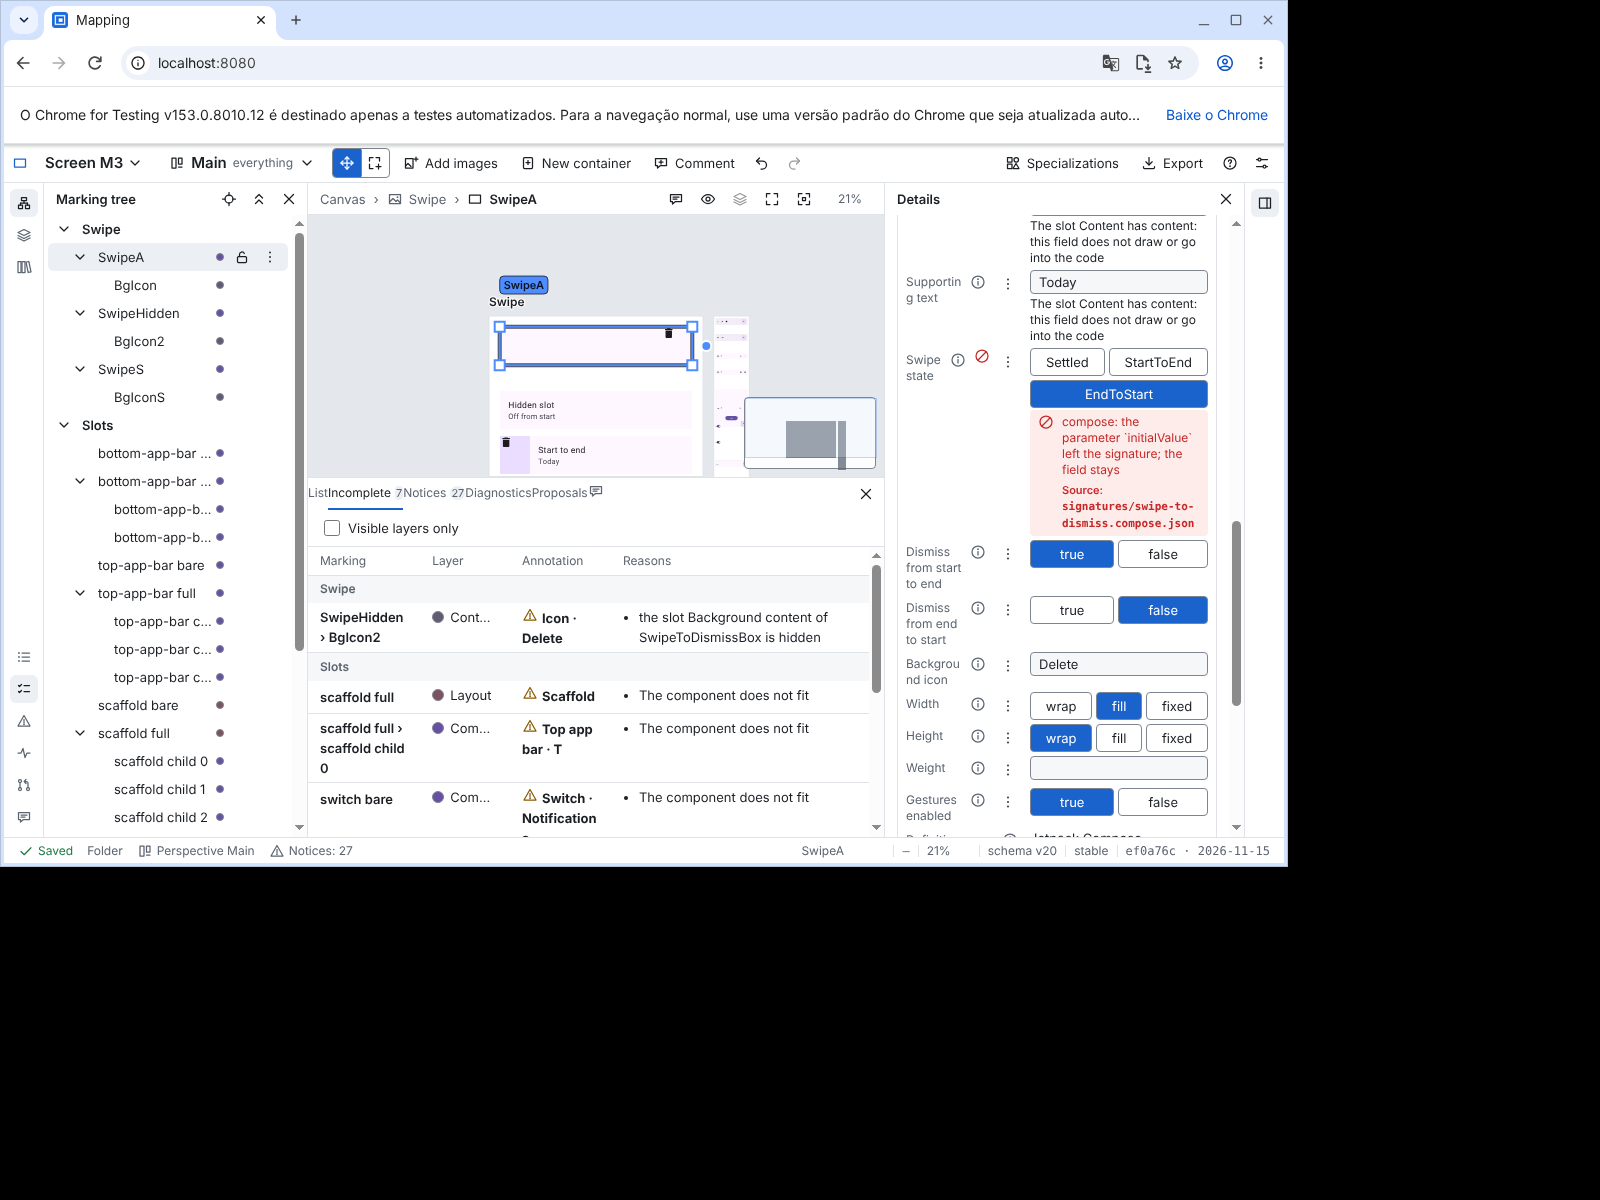 Mapping
localhost:8080
O Chrome for Testing v153.0.8010.12 é destinado apenas a testes automatizados. Para a navegação normal, use uma versão padrão do Chrome que seja atualizada auto...
Baixe o Chrome
Screen M3
Main everything
Add images
New container
Comment
Specializations
Export
Marking tree
Swipe
SwipeA
BgIcon
SwipeHidden
BgIcon2
SwipeS
BgIconS
Slots
bottom-app-bar ...
bottom-app-bar ...
bottom-app-b...
bottom-app-b...
top-app-bar bare
top-app-bar full
top-app-bar c...
top-app-bar c...
top-app-bar c...
scaffold bare
scaffold full
scaffold child 0
scaffold child 1
scaffold child 2
Canvas › Swipe › SwipeA
21%
SwipeA
Swipe
Hidden slot
Off from start
Start to end
Today
List Incomplete 7 Notices 27 Diagnostics Proposals
Visible layers only
Marking Layer Annotation Reasons
Swipe
SwipeHidden › BgIcon2
Cont...
Icon · Delete
• the slot Background content of SwipeToDismissBox is hidden
Slots
scaffold full
Layout
Scaffold
• The component does not fit
scaffold full › scaffold child 0
Com...
Top app bar · T
• The component does not fit
switch bare
Com...
Switch · Notification
• The component does not fit
Details
The slot Content has content: this field does not draw or go into the code
Supporting text
Today
The slot Content has content: this field does not draw or go into the code
Swipe state
Settled
StartToEnd
EndToStart
compose: the parameter `initialValue` left the signature; the field stays
Source: signatures/swipe-to-dismiss.compose.json
Dismiss from start to end
true false
Dismiss from end to start
true false
Background icon
Delete
Width
wrap fill fixed
Height
wrap fill fixed
Weight
Gestures enabled
true false
Saved
Folder
Perspective Main
Notices: 27
SwipeA
–
21%
schema v20
stable
ef0a76c · 2026-11-15